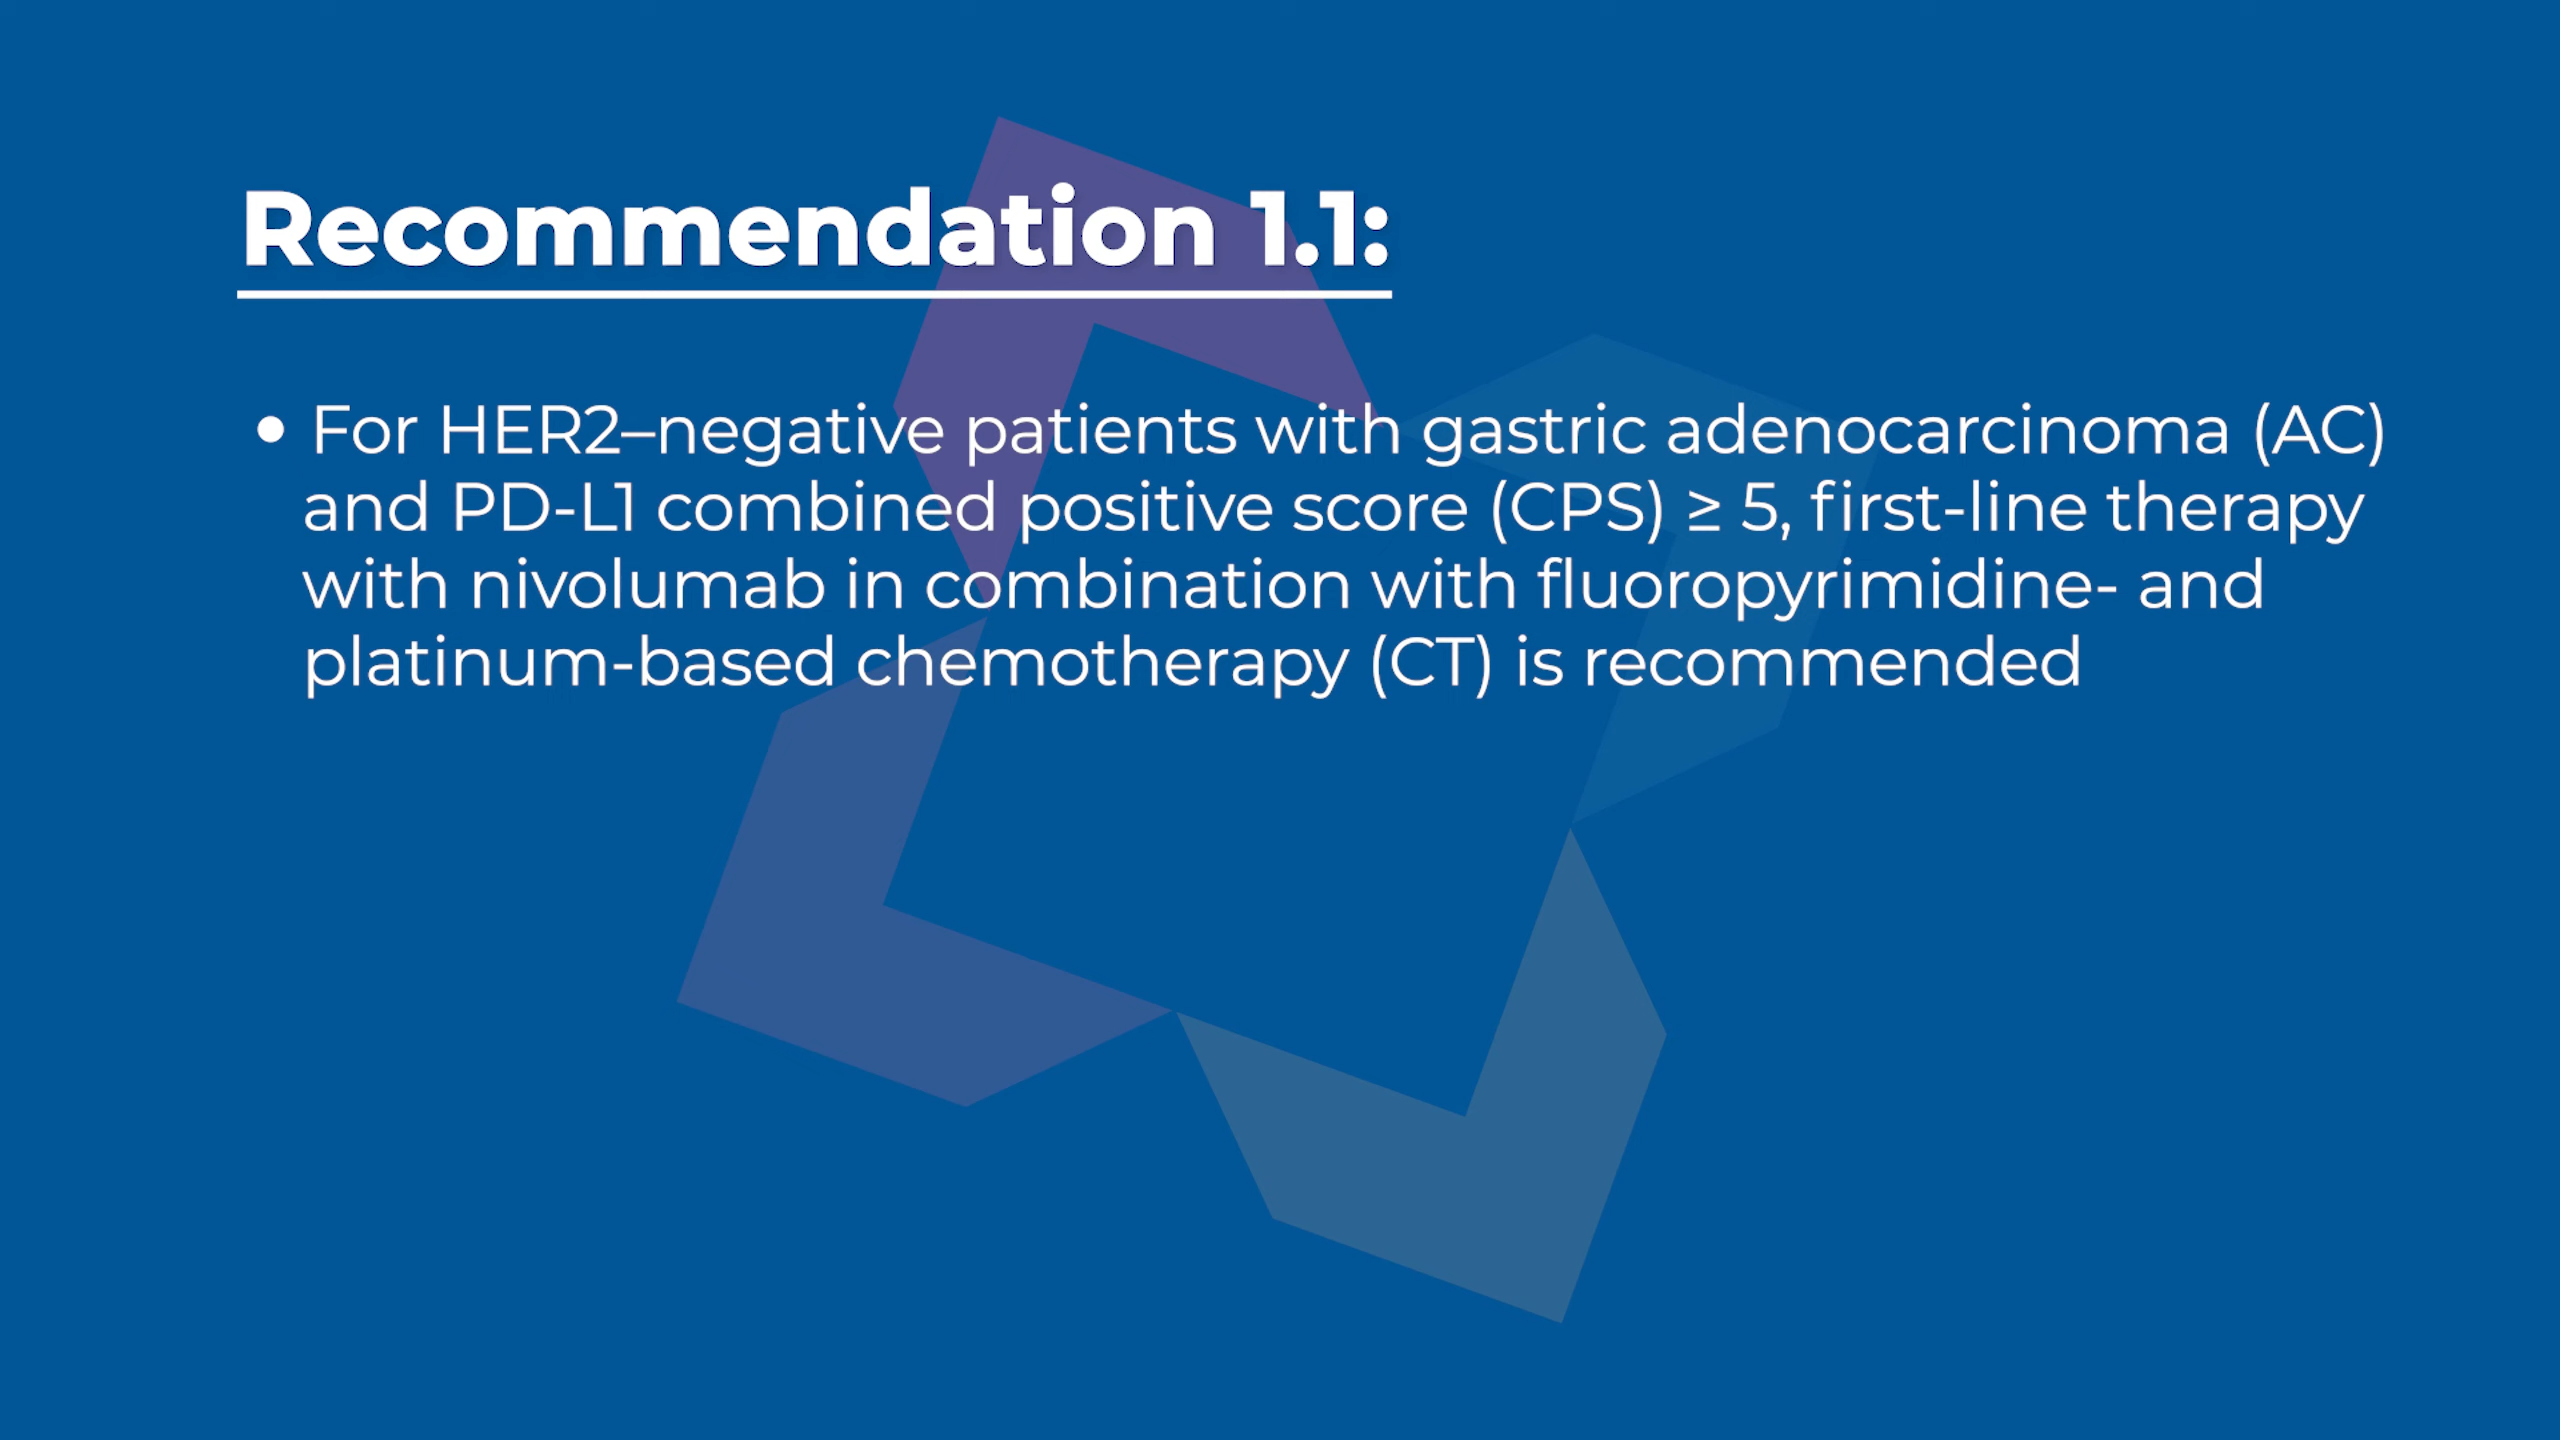 Recommendation 1.1:
• For HER2–negative patients with gastric adenocarcinoma (AC)
and PD-L1 combined positive score (CPS) ≥ 5, first-line therapy
with nivolumab in combination with fluoropyrimidine- and
platinum-based chemotherapy (CT) is recommended